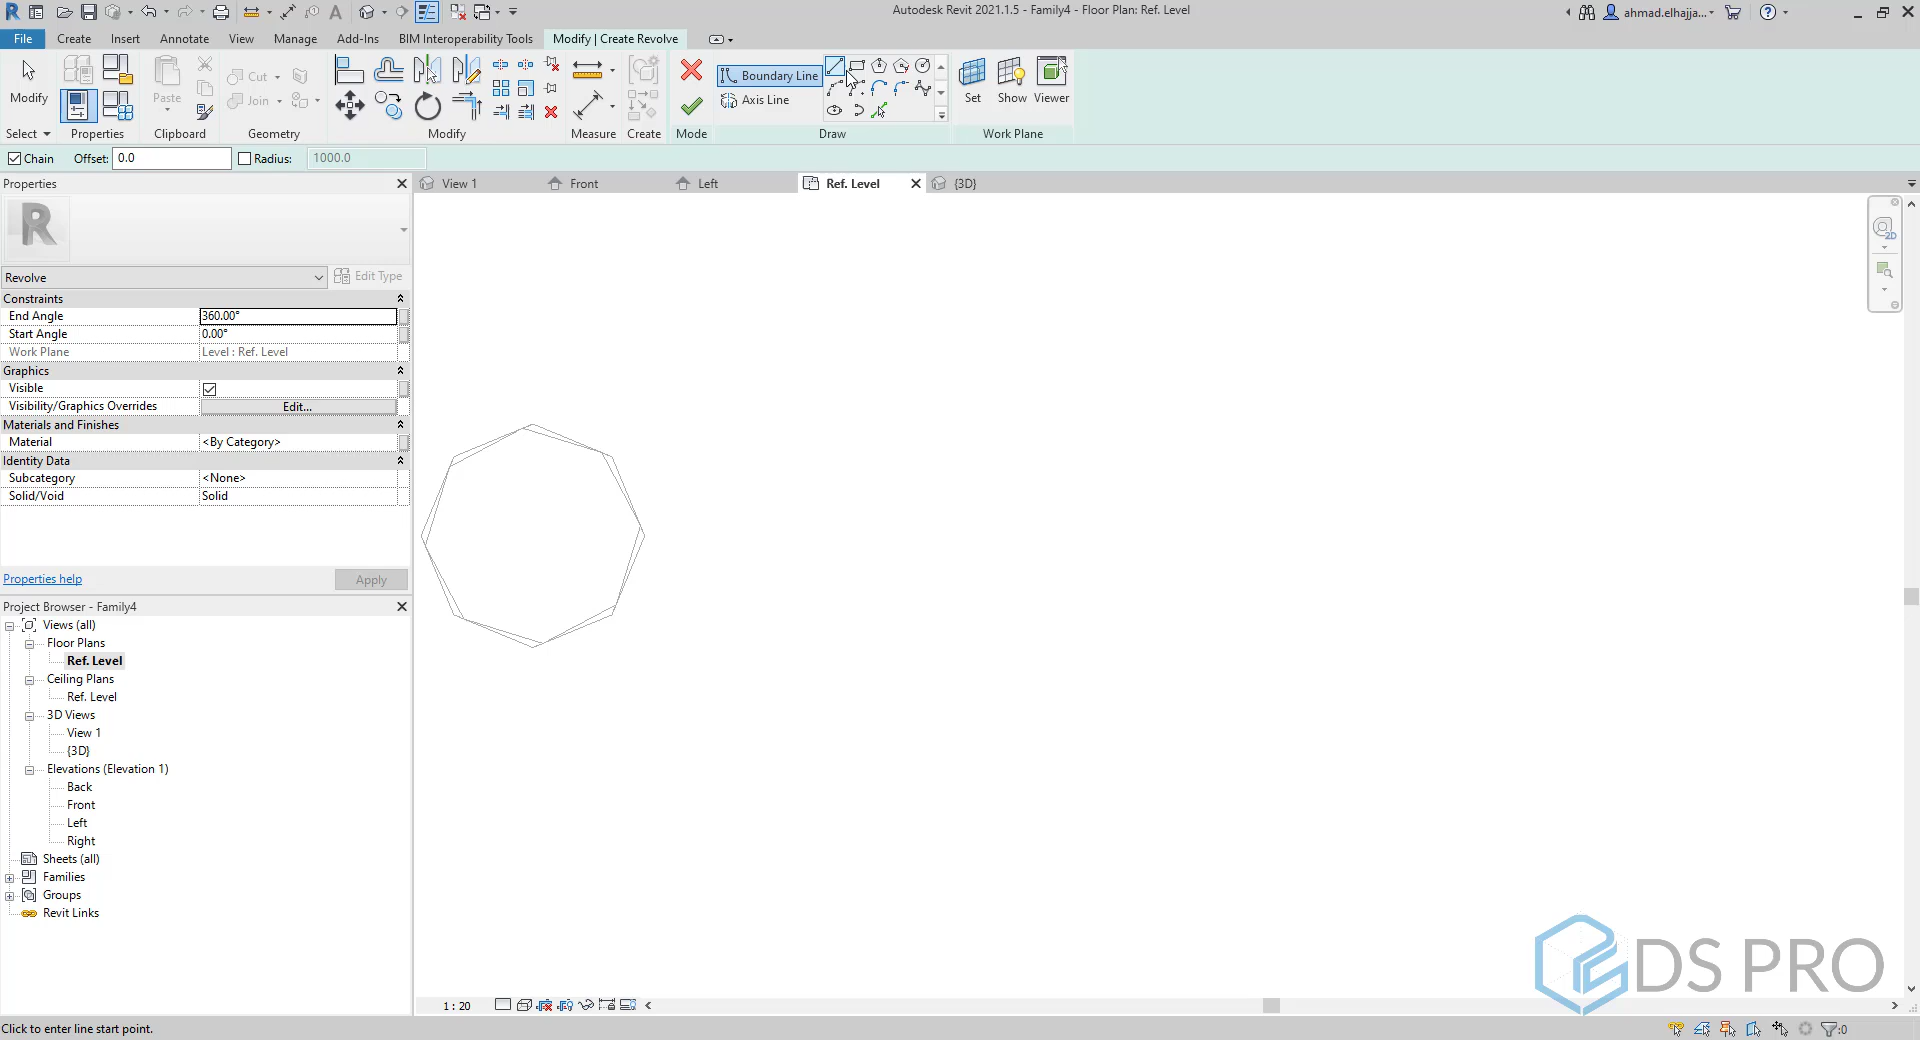 Autodesk Revit 2021.1.5 - Family4 - Floor Plan: Ref. Level
ahmad.elhajja...
File Create Insert Annotate View Manage Add-Ins BIM Interoperability Tools Modify | Create Revolve
Modify
Paste
Cut
Join
Boundary Line
Axis Line
Set Show Viewer
Select Properties Clipboard Geometry Modify Measure Create Mode Draw Work Plane
Chain Offset: 0.0 Radius: 1000.0
Properties
View 1 Front Left Ref. Level {3D}
2D
Revolve Edit Type
Constraints
End Angle 360.00°
Start Angle 0.00°
Work Plane Level : Ref. Level
Graphics
Visible
Visibility/Graphics Overrides Edit...
Materials and Finishes
Material <By Category>
Identity Data
Subcategory <None>
Solid/Void Solid
Properties help Apply
Project Browser - Family4
Views (all)
Floor Plans
Ref. Level
Ceiling Plans
Ref. Level
3D Views
View 1
{3D}
Elevations (Elevation 1)
Back
Front
Left
Right
Sheets (all)
Families
Groups
Revit Links
DS PRO
1 : 20
Click to enter line start point.
:0